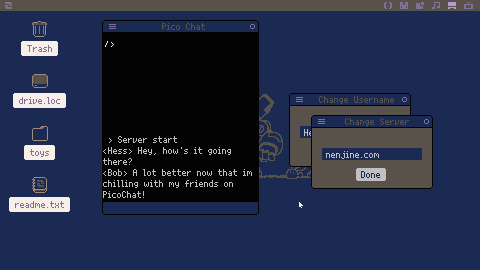 Pico Chat
/>
> Server start
<Hess> Hey, how's it going
there?
<Bob> A lot better now that im
chilling with my friends on
PicoChat!
Trash
drive.loc
toys
readme.txt
Change Username
He
Change Server
nenjine.com
Done